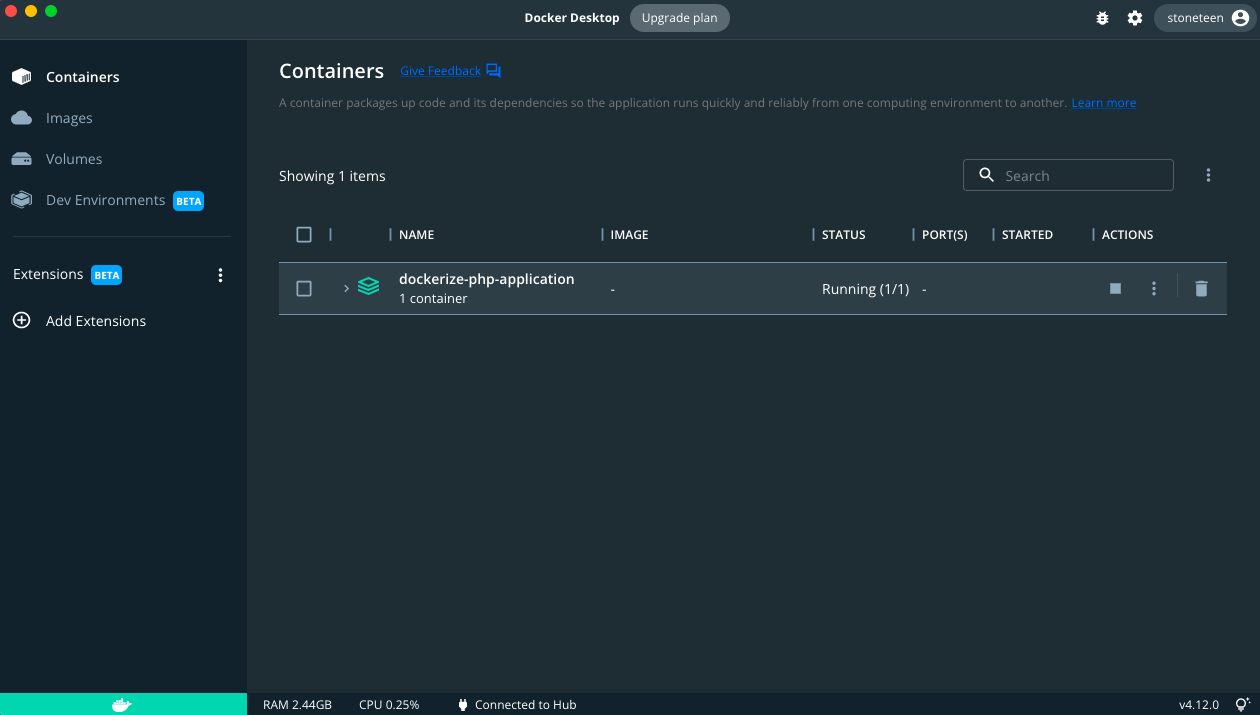 Docker Desktop
Upgrade plan
stoneteen
Containers
Images
Volumes
Dev Environments BETA
Extensions BETA
Add Extensions
Containers
Give Feedback
A container packages up code and its dependencies so the application runs quickly and reliably from one computing environment to another. Learn more
Showing 1 items
Search
NAME IMAGE STATUS PORT(S) STARTED ACTIONS
dockerize-php-application
1 container
- Running (1/1) -
RAM 2.44GB CPU 0.25% Connected to Hub v4.12.0